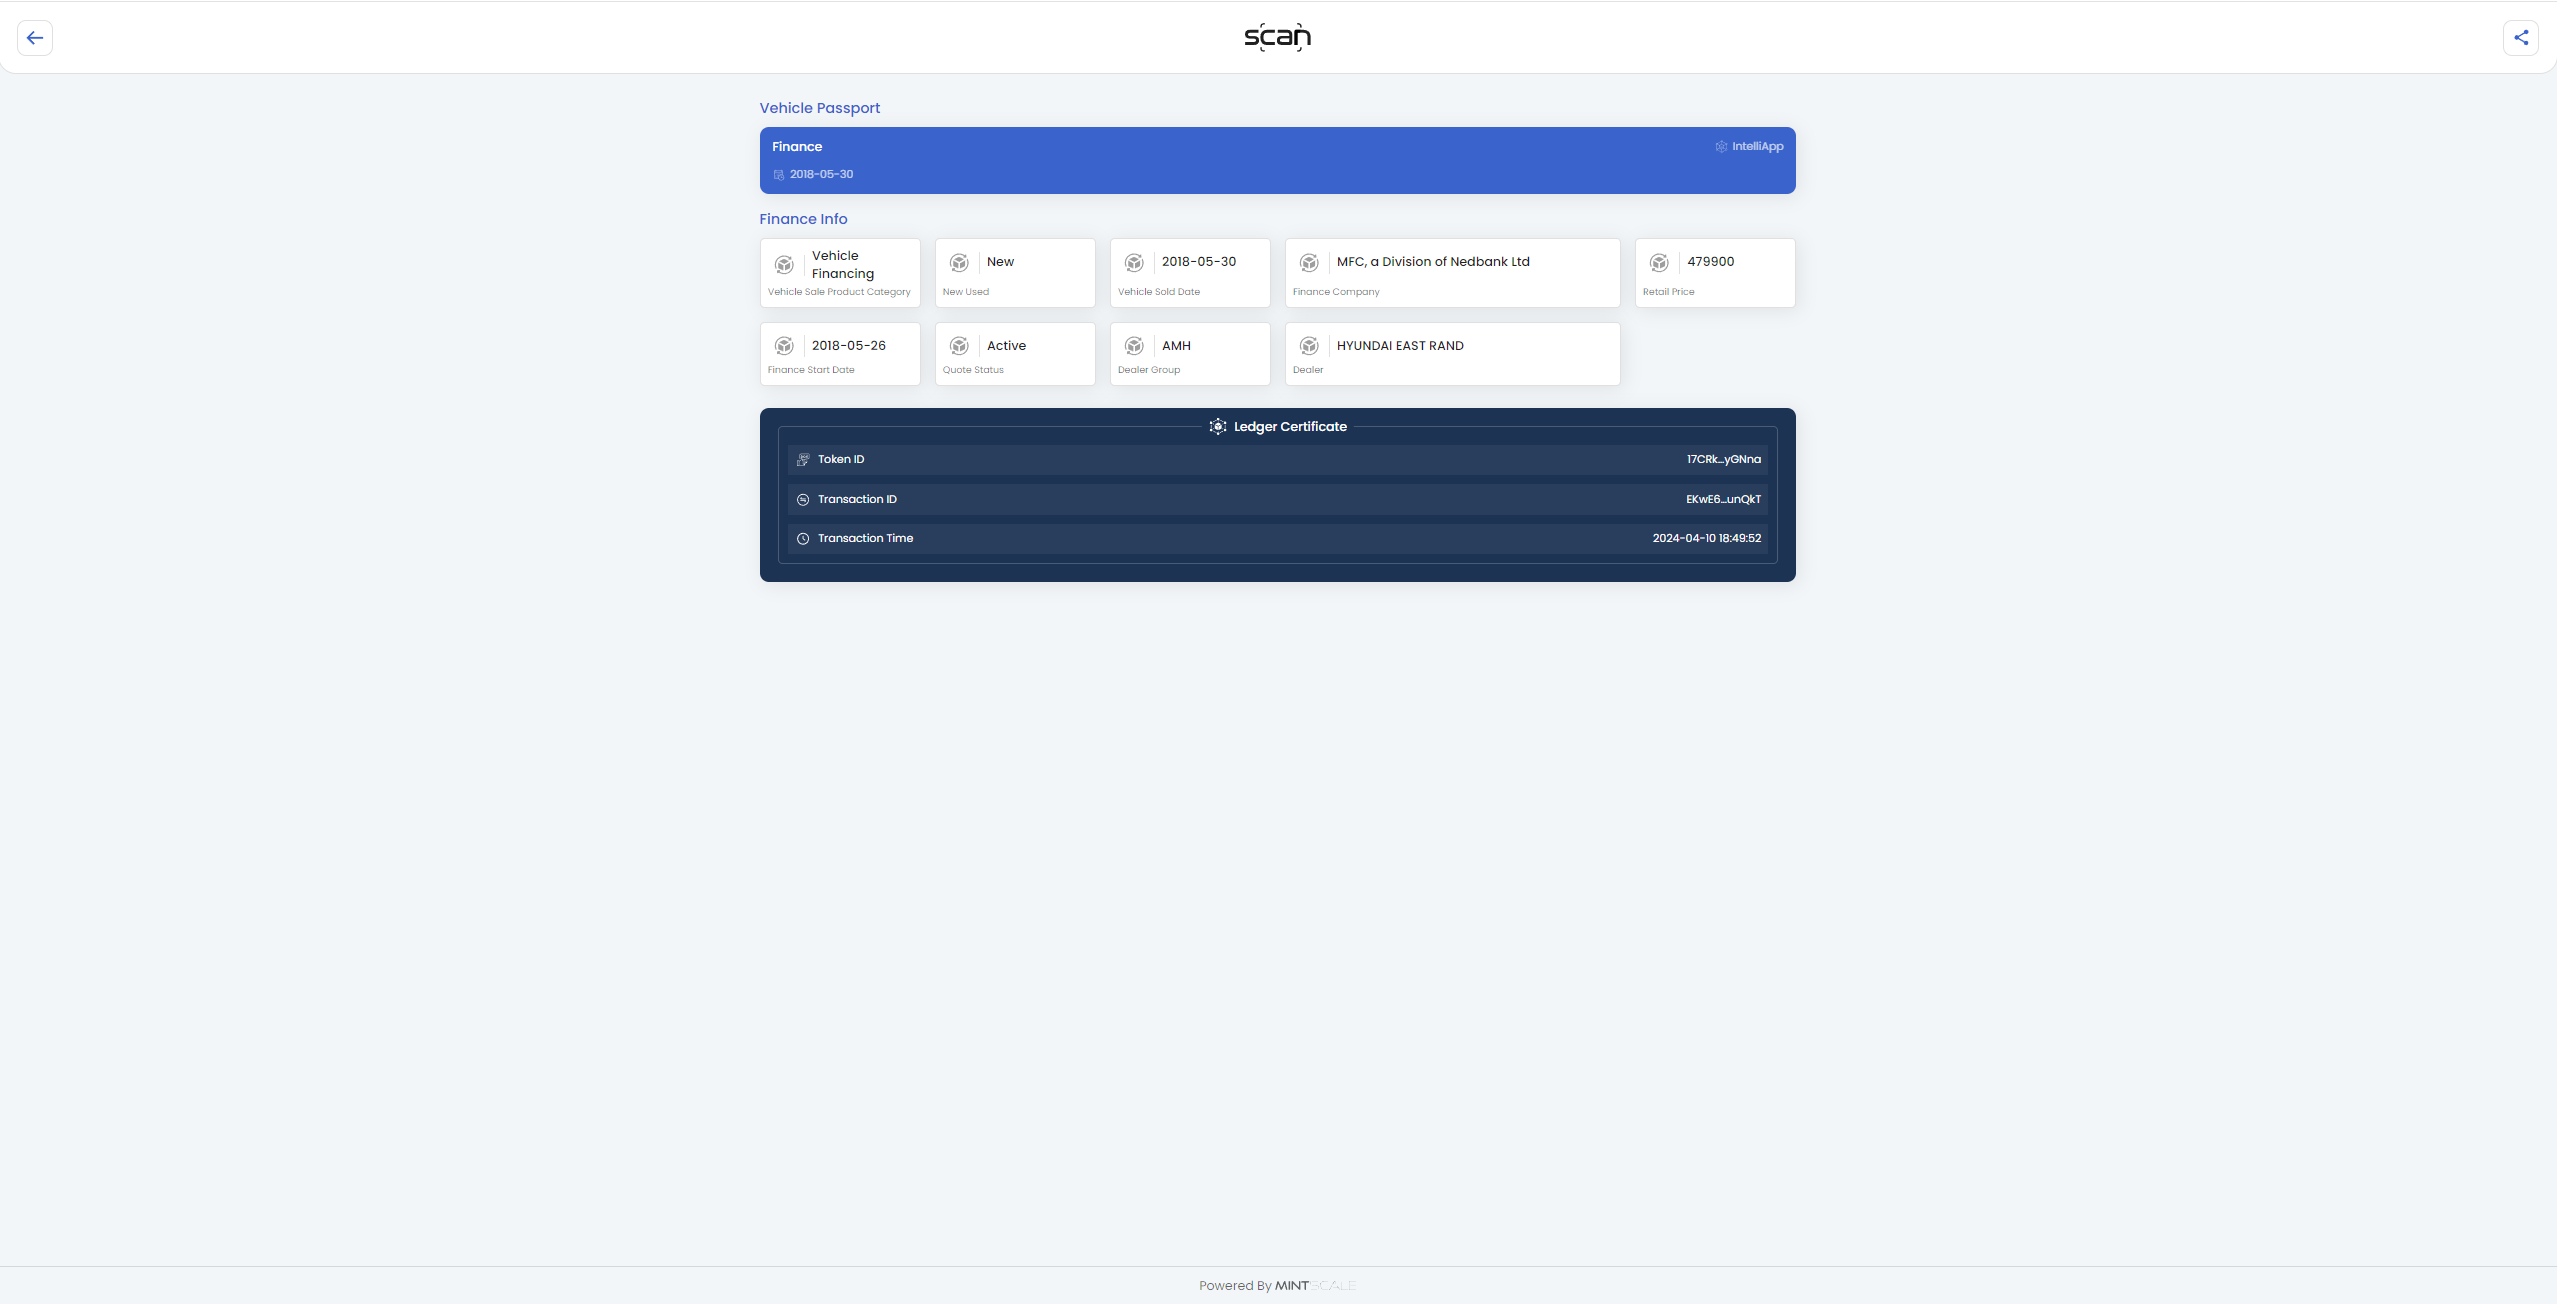 scan
Vehicle Passport
Finance
IntelliApp
2018-05-30
Finance Info
Vehicle
Financing
Vehicle Sale Product Category
New
New Used
2018-05-30
Vehicle Sold Date
MFC, a Division of Nedbank Ltd
Finance Company
479900
Retail Price
2018-05-26
Finance Start Date
Active
Quote Status
AMH
Dealer Group
HYUNDAI EAST RAND
Dealer
Ledger Certificate
Token ID 17CRk...yGNna
Transaction ID EKwE6...unQkT
Transaction Time 2024-04-10 18:49:52
Powered By MINTSCALE